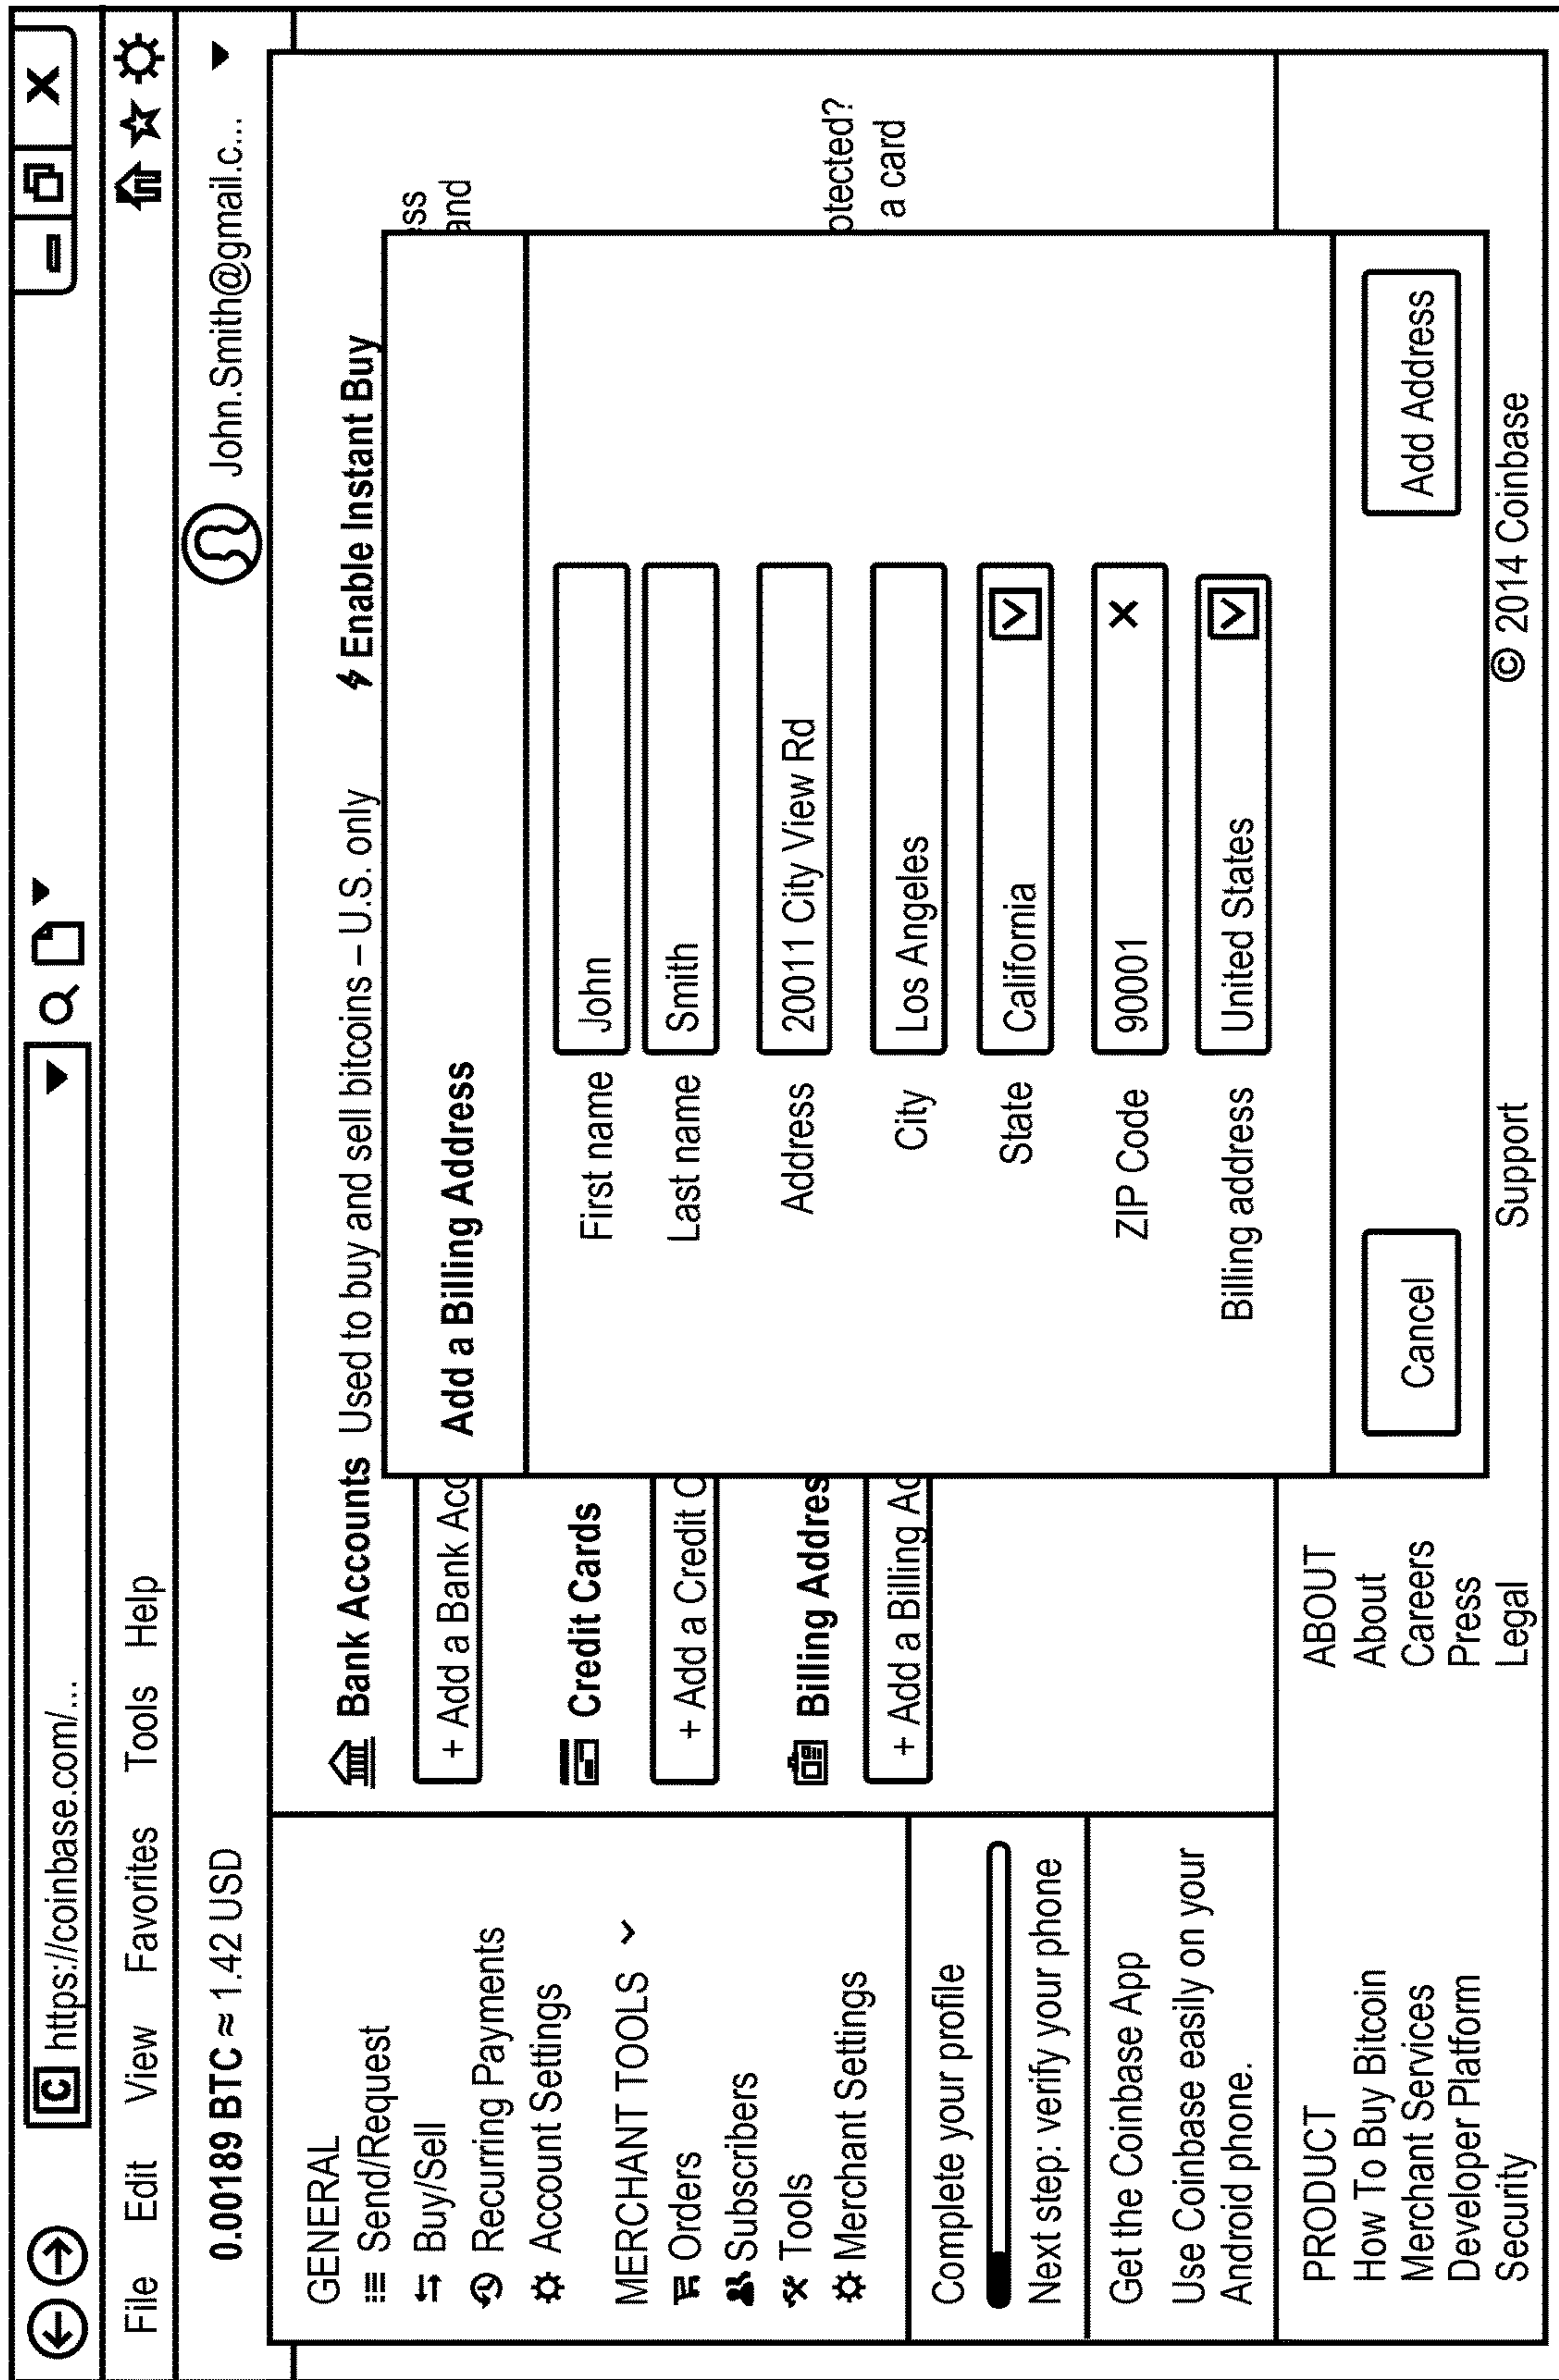 C https://coinbase.com/...
X
File Edit View Favorites Tools Help
0.00189 BTC ≈ 1.42 USD
John.Smith@gmail.c...
GENERAL
Send/Request
Buy/Sell
Recurring Payments
Account Settings
MERCHANT TOOLS
Orders
Subscribers
Tools
Merchant Settings
Complete your profile
Next step: verify your phone
Get the Coinbase App
Use Coinbase easily on your
Android phone.
Bank Accounts Used to buy and sell bitcoins – U.S. only
Enable Instant Buy
+ Add a Bank Acc
ess
and
Credit Cards
+ Add a Credit C
Billing Addres
otected?
+ Add a Billing Ad
a card
Add a Billing Address
First name John
Last name Smith
Address 20011 City View Rd
City Los Angeles
State California
ZIP Code 90001 X
Billing address United States
Cancel Add Address
PRODUCT
How To Buy Bitcoin
Merchant Services
Developer Platform
Security
ABOUT
About
Careers
Press
Legal
Support
© 2014 Coinbase